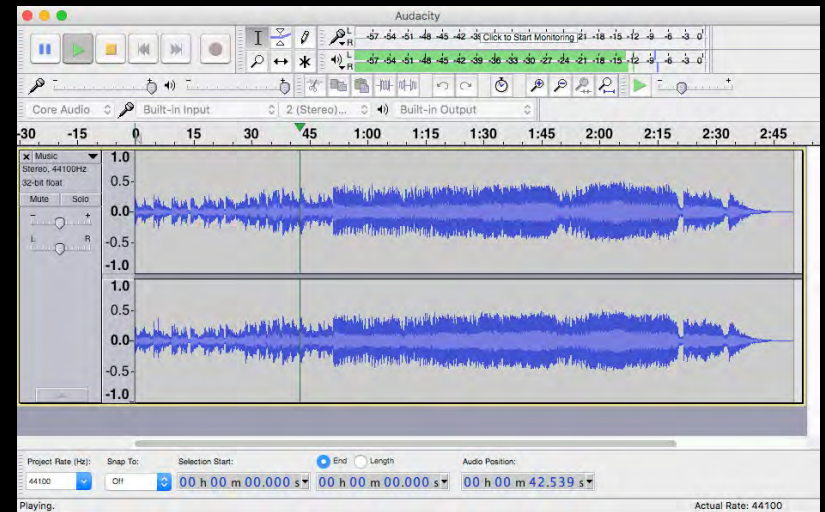 Audacity
L R -57 -54 -51 -48 -45 -42 -3 Click to Start Monitoring 21 -18 -15 -12 -9 -6 -3 0
L R -57 -54 -51 -48 -45 -42 -39 -36 -33 -30 -27 -24 -21 -18 -15 -12 -9 -6 -3 0
- + - + - +
Core Audio Built-in Input 2 (Stereo)... Built-in Output
-30 -15 0 15 30 45 1:00 1:15 1:30 1:45 2:00 2:15 2:30 2:45
x Music 1.0
Stereo, 44100Hz
32-bit float 0.5-
Mute Solo
- + 0.0-
L R -0.5-
-1.0
1.0
0.5-
0.0-
-0.5-
-1.0
Project Rate (Hz): Snap To: Selection Start: End Length Audio Position:
44100 Off 00 h 00 m 00.000 s 00 h 00 m 00.000 s 00 h 00 m 42.539 s
Playing. Actual Rate: 44100